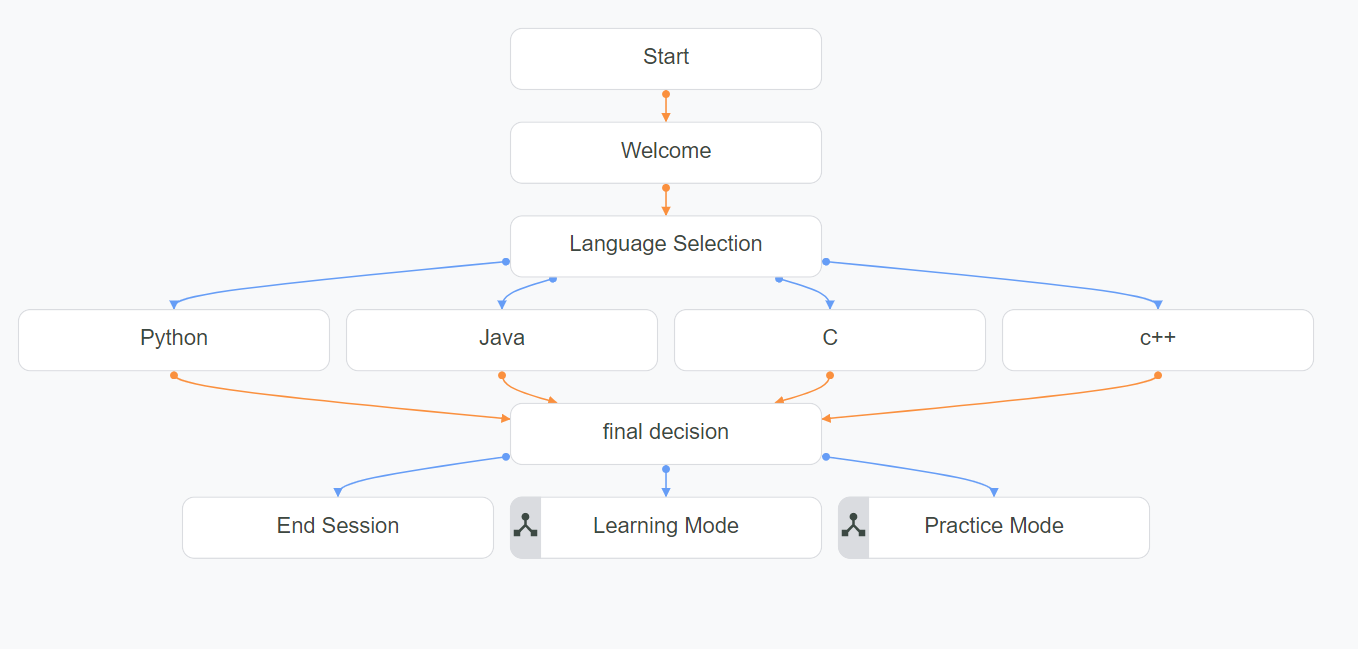 Start
Welcome
Language Selection
Python
Java
C
c++
final decision
End Session
Learning Mode
Practice Mode